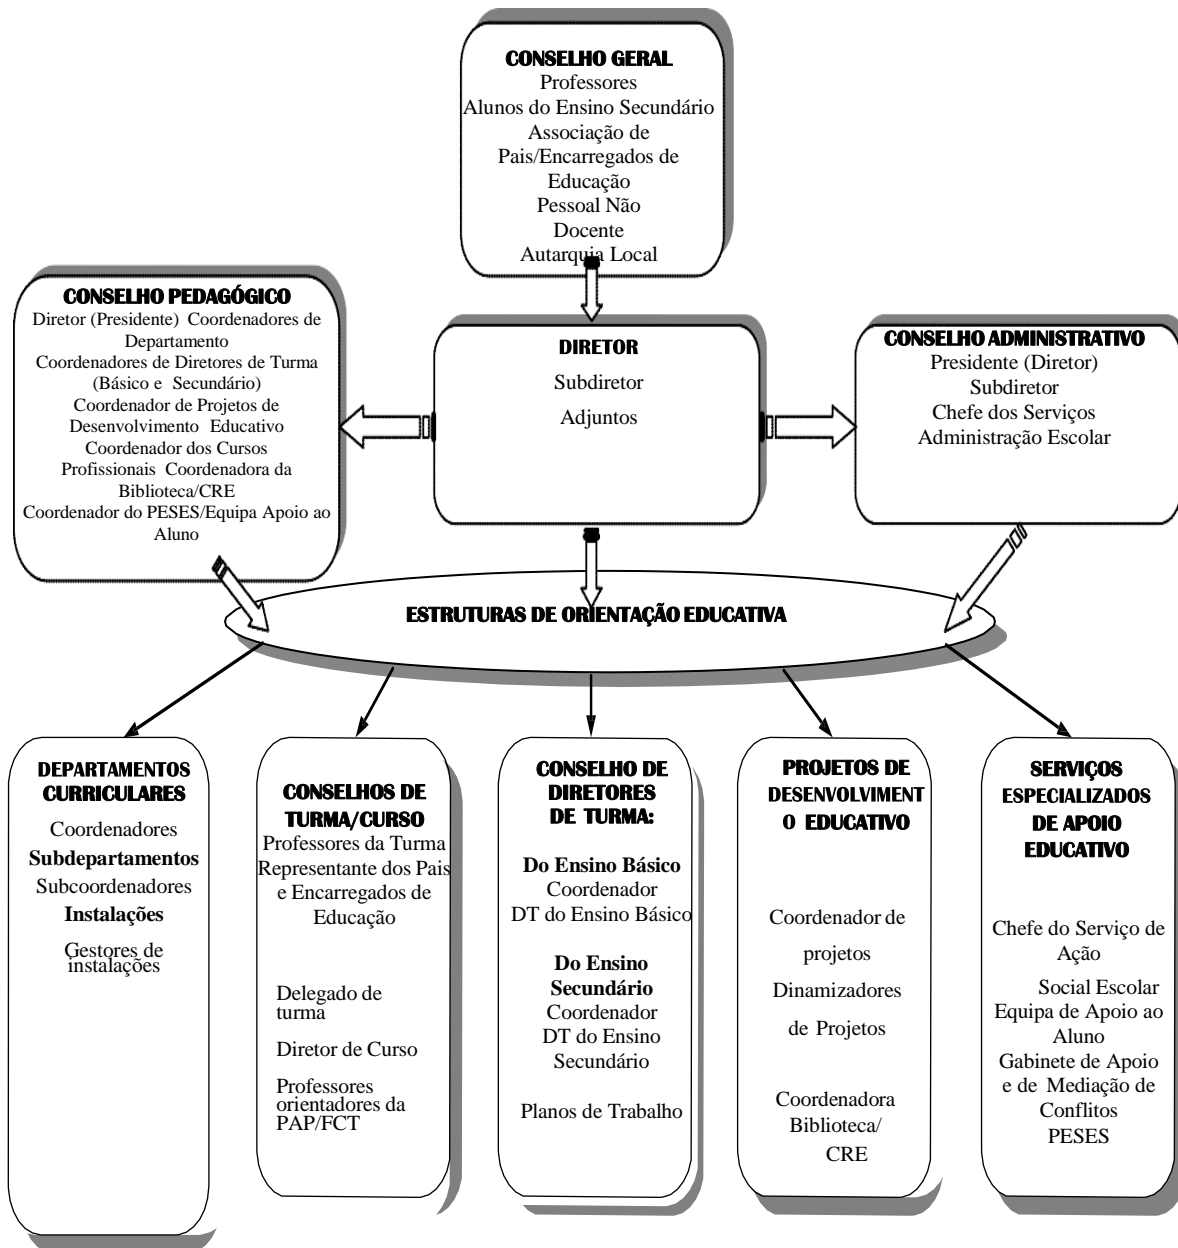 CONSELHO GERAL
Professores
Alunos do Ensino Secundário
Associação de
Pais/Encarregados de
Educação
Pessoal Não
Docente
Autarquia Local
CONSELHO PEDAGÓGICO
Diretor (Presidente) Coordenadores de
Departamento
Coordenadores de Diretores de Turma
(Básico e Secundário)
Coordenador de Projetos de
Desenvolvimento Educativo
Coordenador dos Cursos
Profissionais Coordenadora da
Biblioteca/CRE
Coordenador do PESES/Equipa Apoio ao
Aluno
DIRETOR
Subdiretor
Adjuntos
CONSELHO ADMINISTRATIVO
Presidente (Diretor)
Subdiretor
Chefe dos Serviços
Administração Escolar
ESTRUTURAS DE ORIENTAÇÃO EDUCATIVA
DEPARTAMENTOS
CURRICULARES
Coordenadores
Subdepartamentos
Subcoordenadores
Instalações
Gestores de
instalações
CONSELHOS DE
TURMA/CURSO
Professores da Turma
Representante dos Pais
e Encarregados de
Educação
Delegado de
turma
Diretor de Curso
Professores
orientadores da
PAP/FCT
CONSELHO DE
DIRETORES
DE TURMA:
Do Ensino Básico
Coordenador
DT do Ensino Básico
Do Ensino
Secundário
Coordenador
DT do Ensino
Secundário
Planos de Trabalho
PROJETOS DE
DESENVOLVIMENT
O EDUCATIVO
Coordenador de
projetos
Dinamizadores
de Projetos
Coordenadora
Biblioteca/
CRE
SERVIÇOS
ESPECIALIZADOS
DE APOIO
EDUCATIVO
Chefe do Serviço de
Ação
Social Escolar
Equipa de Apoio ao
Aluno
Gabinete de Apoio
e de Mediação de
Conflitos
PESES